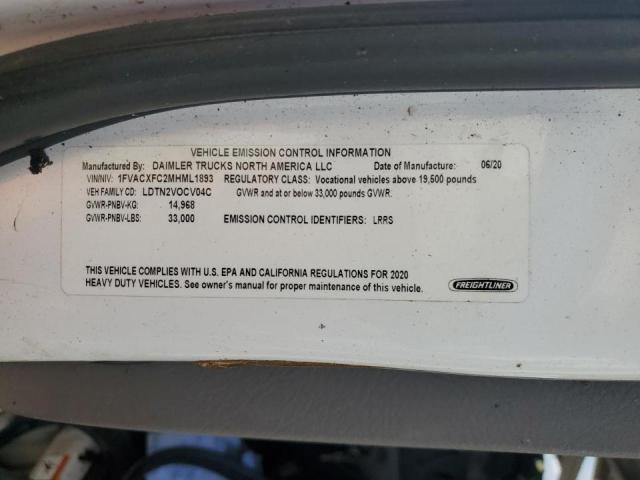 VEHICLE EMISSION CONTROL INFORMATION
Manufactured By: DAIMLER TRUCKS NORTH AMERICA LLC Date of Manufacture: 06/20
VIN/NIV: 1FVACXFC2MHML1893 REGULATORY CLASS: Vocational vehicles above 19,500 pounds
VEH FAMILY CD: LDTN2VOCV04C GVWR and at or below 33,000 pounds GVWR.
GVWR-PNBV-KG: 14,968
GVWR-PNBV-LBS: 33,000 EMISSION CONTROL IDENTIFIERS: LRRS
THIS VEHICLE COMPLIES WITH U.S. EPA AND CALIFORNIA REGULATIONS FOR 2020
HEAVY DUTY VEHICLES. See owner's manual for proper maintenance of this vehicle.
FREIGHTLINER